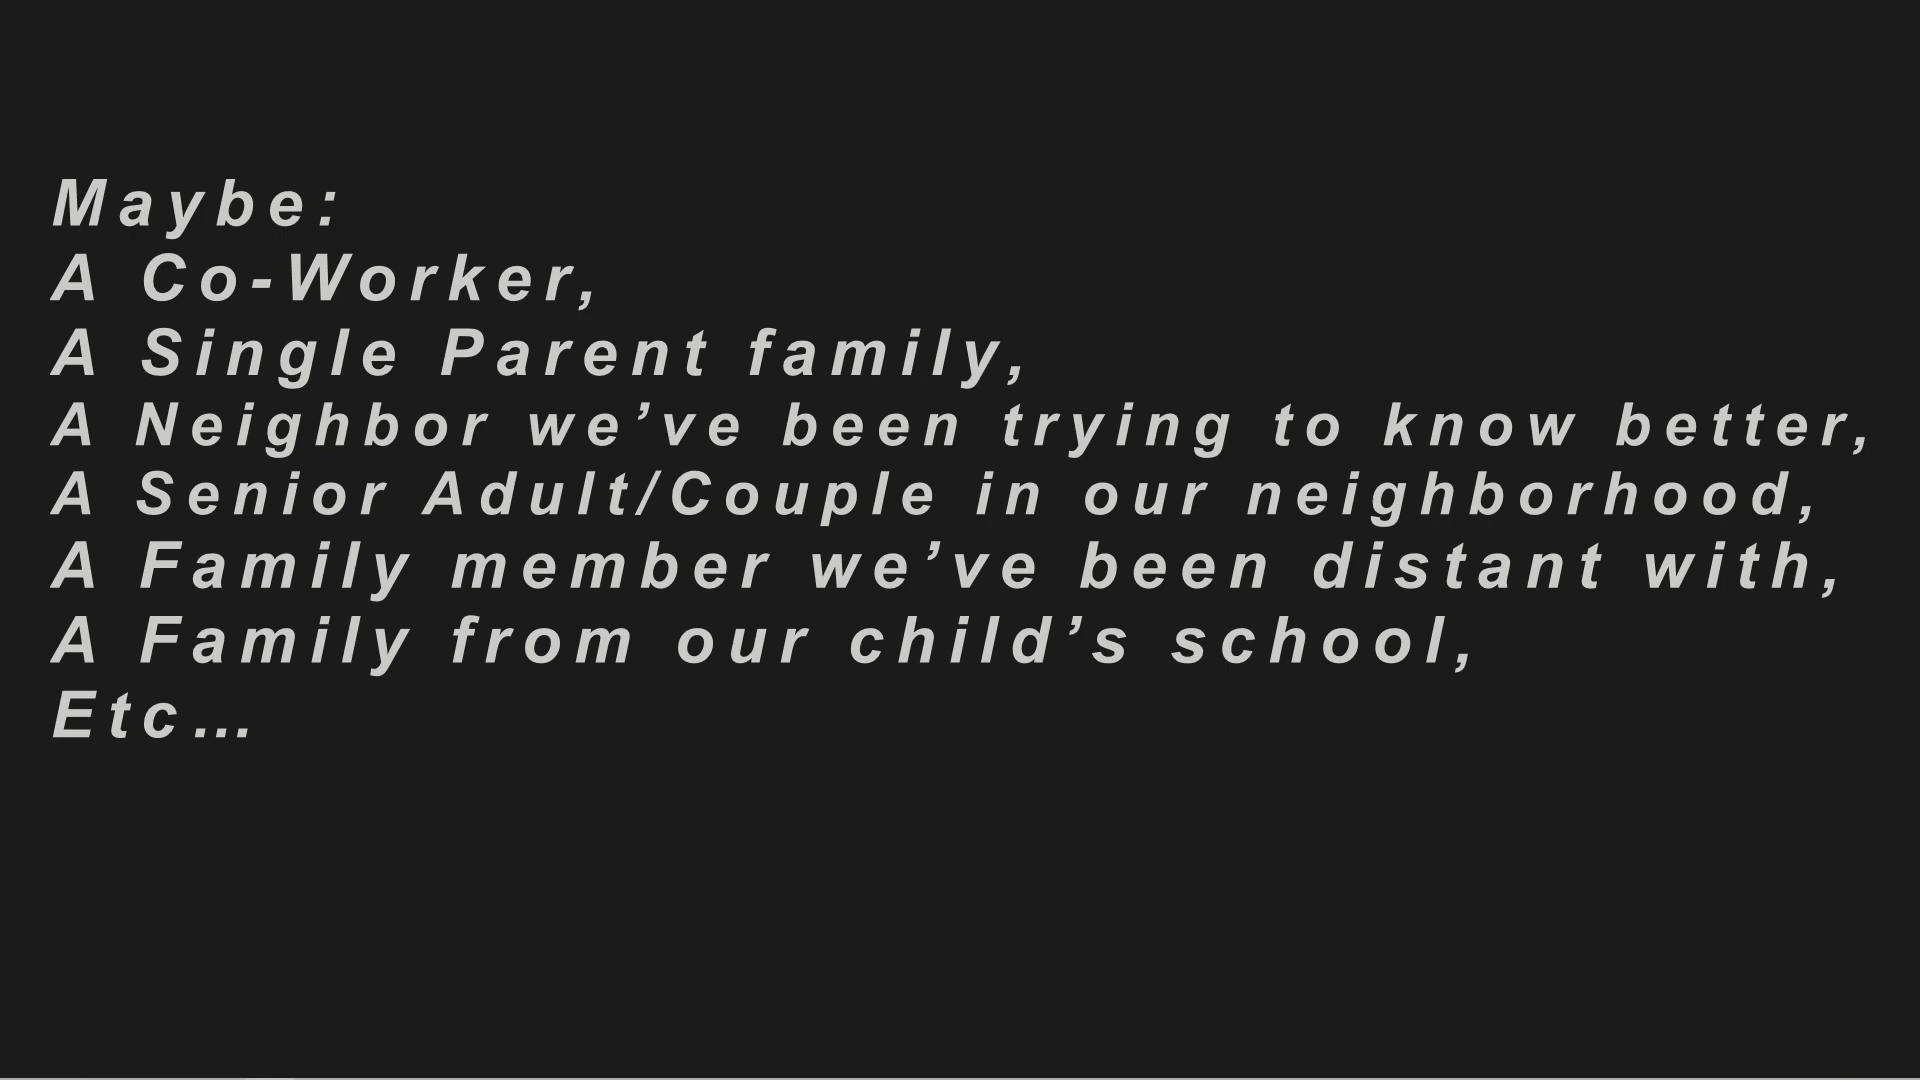 Maybe:
A Co-Worker,
A Single Parent family,
A Neighbor we’ve been trying to know better,
A Senior Adult/Couple in our neighborhood,
A Family member we’ve been distant with,
A Family from our child’s school,
Etc…